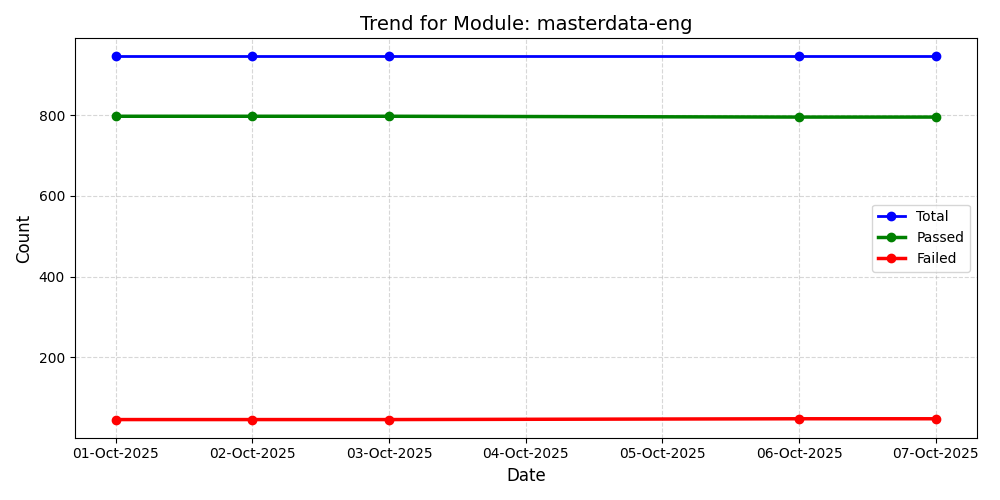 Trend for Module: masterdata-eng
Count
800
600
400
200
Total
Passed
Failed
01-Oct-2025 02-Oct-2025 03-Oct-2025 04-Oct-2025 05-Oct-2025 06-Oct-2025 07-Oct-2025
Date